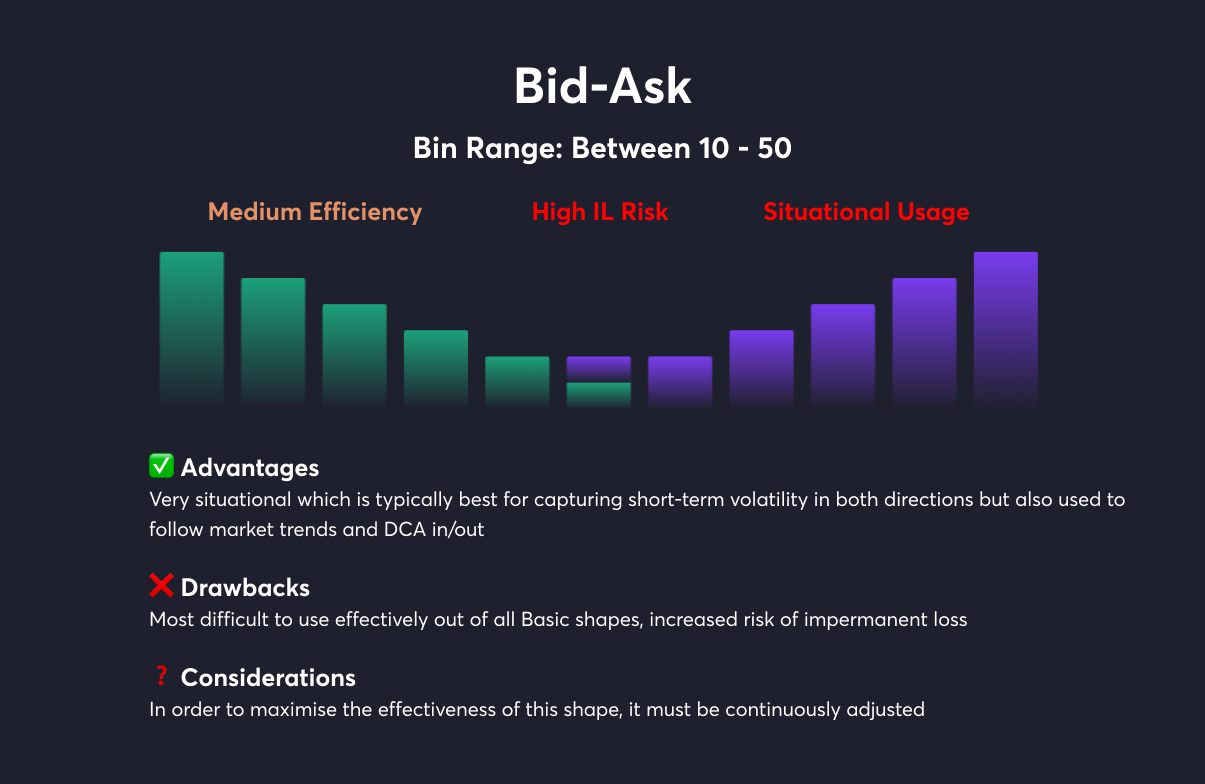 Bid-Ask
Bin Range: Between 10 - 50
Medium Efficiency High IL Risk Situational Usage
✅ Advantages
Very situational which is typically best for capturing short-term volatility in both directions but also used to
follow market trends and DCA in/out
❌ Drawbacks
Most difficult to use effectively out of all Basic shapes, increased risk of impermanent loss
❓ Considerations
In order to maximise the effectiveness of this shape, it must be continuously adjusted